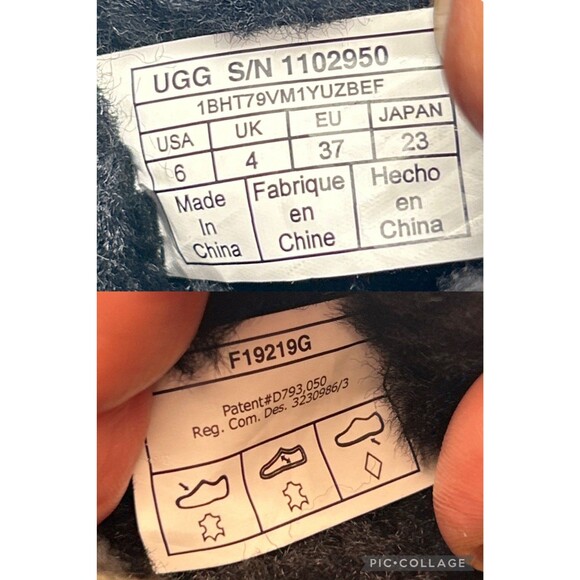 UGG S/N 1102950
1BHT79VM1YUZBEF
USA UK EU JAPAN
6 4 37 23
Made Fabrique Hecho
In en en
China Chine China
F19219G
Patent#D793,050
Reg. Com. Des. 3230986/3
PIC•COLLAGE